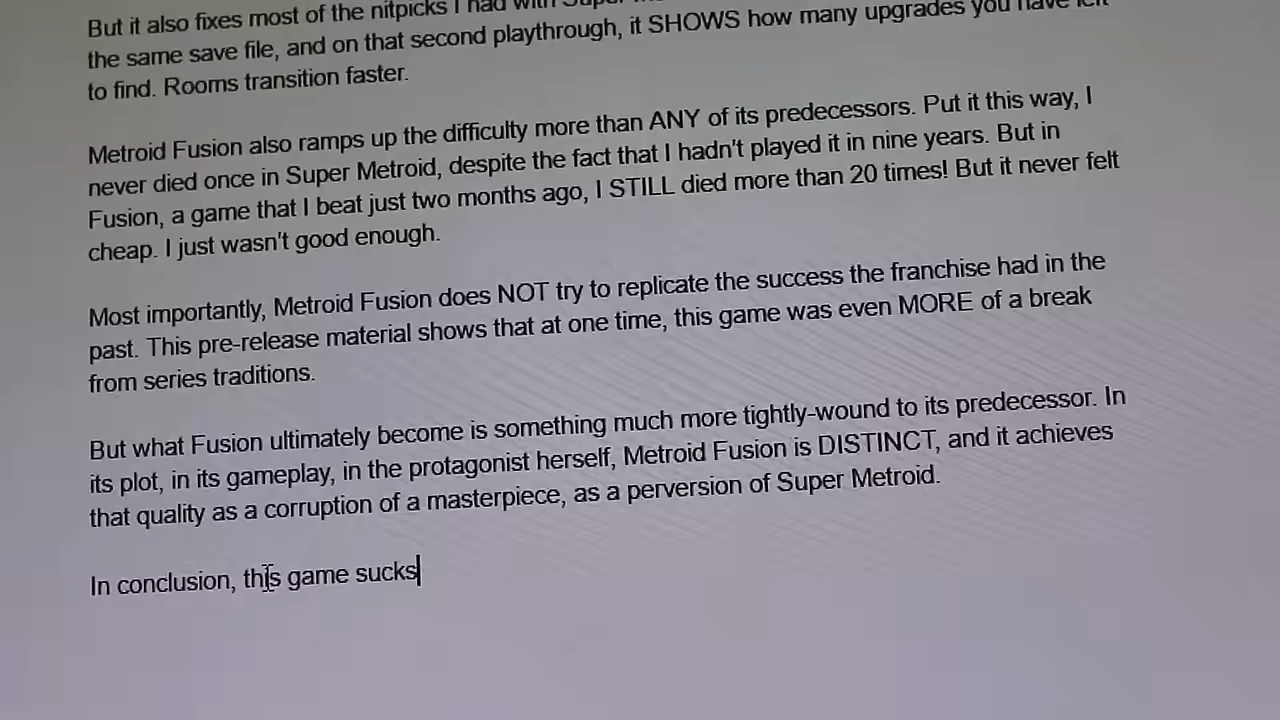 But it also fixes most of the nitpicks I had with Super
the same save file, and on that second playthrough, it SHOWS how many upgrades you have left
to find. Rooms transition faster.
Metroid Fusion also ramps up the difficulty more than ANY of its predecessors. Put it this way, I
never died once in Super Metroid, despite the fact that I hadn't played it in nine years. But in
Fusion, a game that I beat just two months ago, I STILL died more than 20 times! But it never felt
cheap. I just wasn't good enough.
Most importantly, Metroid Fusion does NOT try to replicate the success the franchise had in the
past. This pre-release material shows that at one time, this game was even MORE of a break
from series traditions.
But what Fusion ultimately become is something much more tightly-wound to its predecessor. In
its plot, in its gameplay, in the protagonist herself, Metroid Fusion is DISTINCT, and it achieves
that quality as a corruption of a masterpiece, as a perversion of Super Metroid.
In conclusion, this game sucks